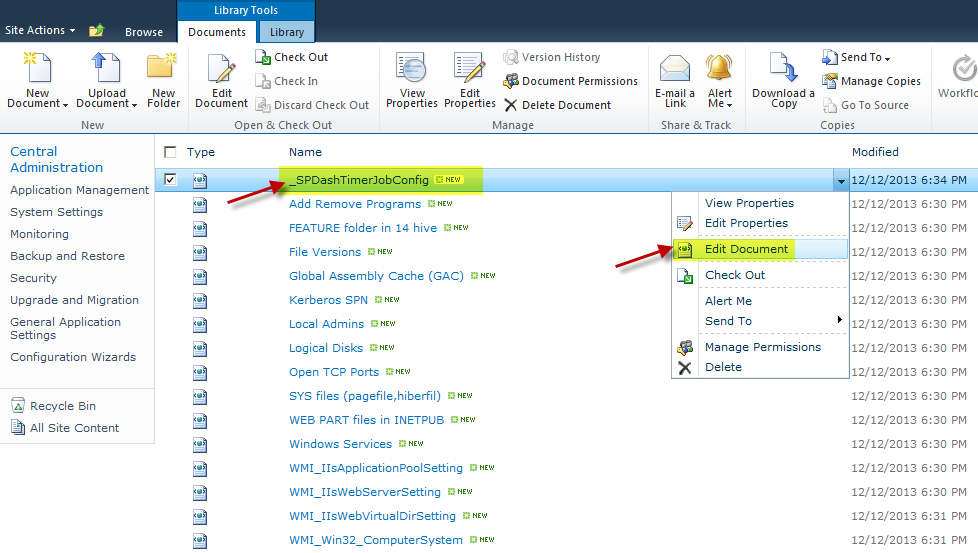 Library Tools
Site Actions Browse Documents Library
New Document
Upload Document
New Folder
New
Edit Document
Check Out
Check In
Discard Check Out
Open & Check Out
View Properties
Edit Properties
Version History
Document Permissions
Delete Document
Manage
E-mail a Link
Alert Me
Share & Track
Download a Copy
Send To
Manage Copies
Go To Source
Copies
Workflo
Central
Administration
Application Management
System Settings
Monitoring
Backup and Restore
Security
Upgrade and Migration
General Application
Settings
Configuration Wizards
Recycle Bin
All Site Content
Type Name Modified
_SPDashTimerJobConfig NEW 12/12/2013 6:34 PM
Add Remove Programs NEW 12/12/2013 6:30 PM
FEATURE folder in 14 hive NEW 12/12/2013 6:30 PM
File Versions NEW 12/12/2013 6:30 PM
Global Assembly Cache (GAC) NEW 12/12/2013 6:30 PM
Kerberos SPN NEW 12/12/2013 6:30 PM
Local Admins NEW 12/12/2013 6:30 PM
Logical Disks NEW 12/12/2013 6:30 PM
Open TCP Ports NEW 12/12/2013 6:30 PM
SYS files (pagefile,hiberfil) NEW 12/12/2013 6:30 PM
WEB PART files in INETPUB NEW 12/12/2013 6:30 PM
Windows Services NEW 12/12/2013 6:30 PM
WMI_IIsApplicationPoolSetting NEW 12/12/2013 6:30 PM
WMI_IIsWebServerSetting NEW 12/12/2013 6:30 PM
WMI_IIsWebVirtualDirSetting NEW 12/12/2013 6:31 PM
WMI_Win32_ComputerSystem NEW 12/12/2013 6:31 PM
View Properties
Edit Properties
Edit Document
Check Out
Alert Me
Send To
Manage Permissions
Delete